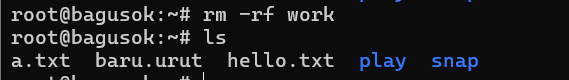 root@bagusok:~# rm -rf work
root@bagusok:~# ls
a.txt  baru.urut  hello.txt  play  snap